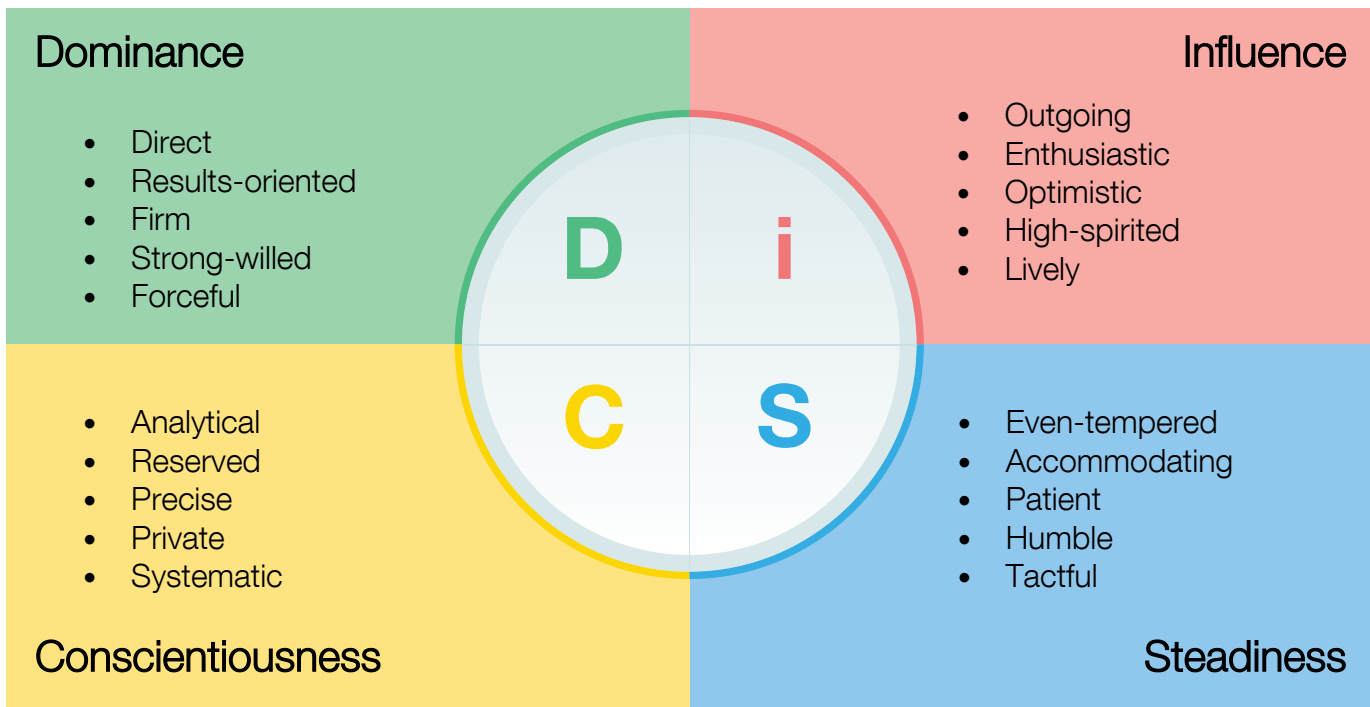 Dominance
• Direct
• Results-oriented
• Firm
• Strong-willed
• Forceful
Influence
• Outgoing
• Enthusiastic
• Optimistic
• High-spirited
• Lively
D
i
C
S
• Analytical
• Reserved
• Precise
• Private
• Systematic
Conscientiousness
• Even-tempered
• Accommodating
• Patient
• Humble
• Tactful
Steadiness